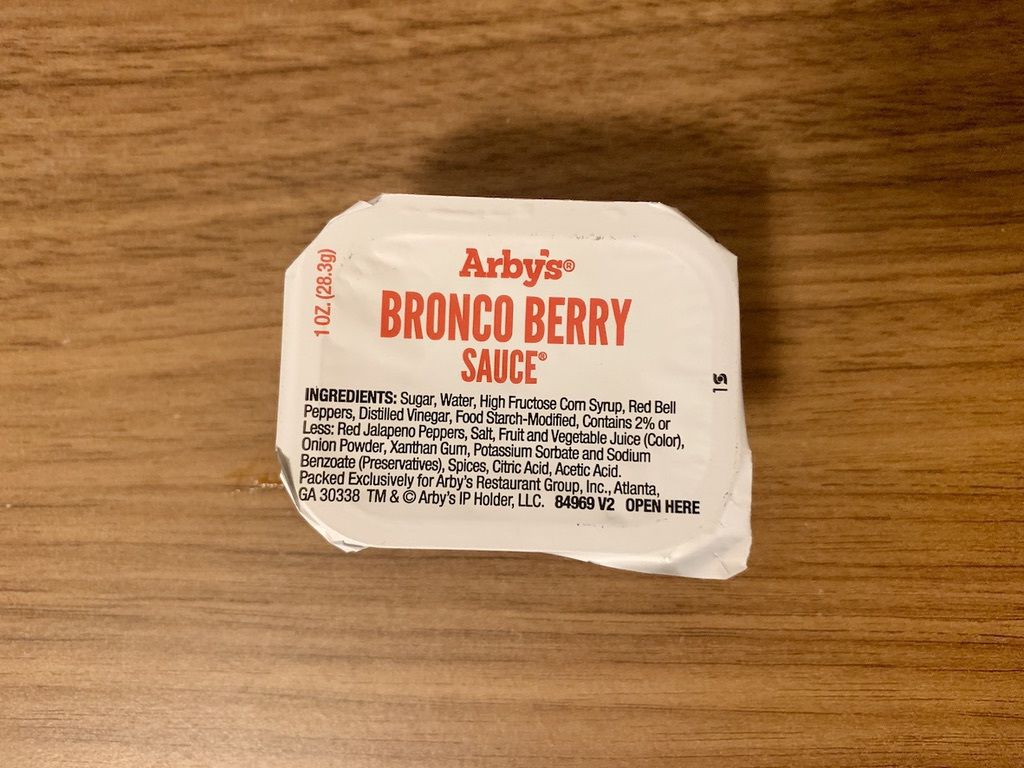 Arby's®
BRONCO BERRY
SAUCE®
1 OZ. (28.3g)
INGREDIENTS: Sugar, Water, High Fructose Corn Syrup, Red Bell
Peppers, Distilled Vinegar, Food Starch-Modified, Contains 2% or
Less: Red Jalapeno Peppers, Salt, Fruit and Vegetable Juice (Color),
Onion Powder, Xanthan Gum, Potassium Sorbate and Sodium
Benzoate (Preservatives), Spices, Citric Acid, Acetic Acid.
Packed Exclusively for Arby's Restaurant Group, Inc., Atlanta,
GA 30338 TM & © Arby's IP Holder, LLC. 84969 V2 OPEN HERE